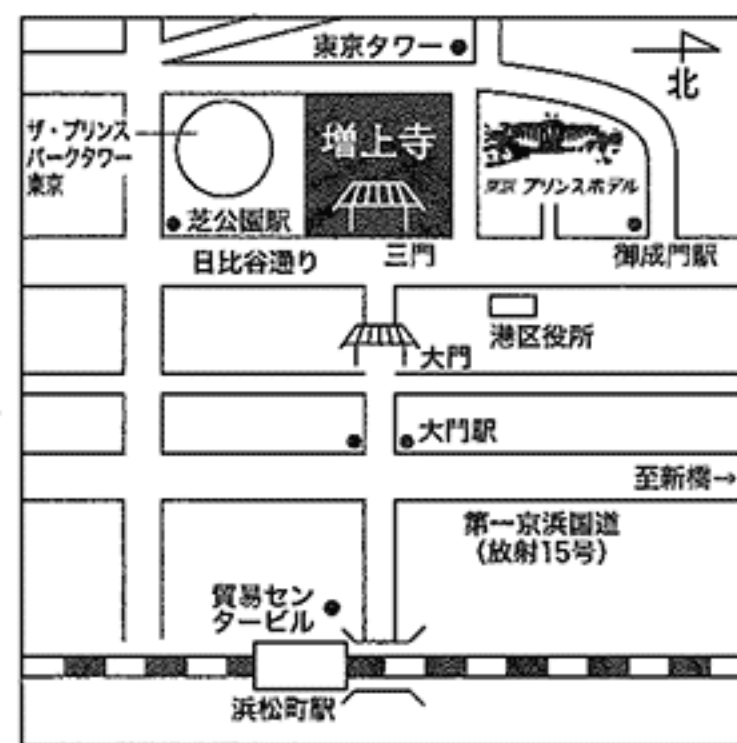 東京タワー
北
ザ・プリンス
パークタワー
東京
増上寺
東京 プリンスホテル
芝公園駅
日比谷通り
三門
御成門駅
港区役所
大門
大門駅
至新橋→
第一京浜国道
(放射15号)
貿易セン
タービル
浜松町駅